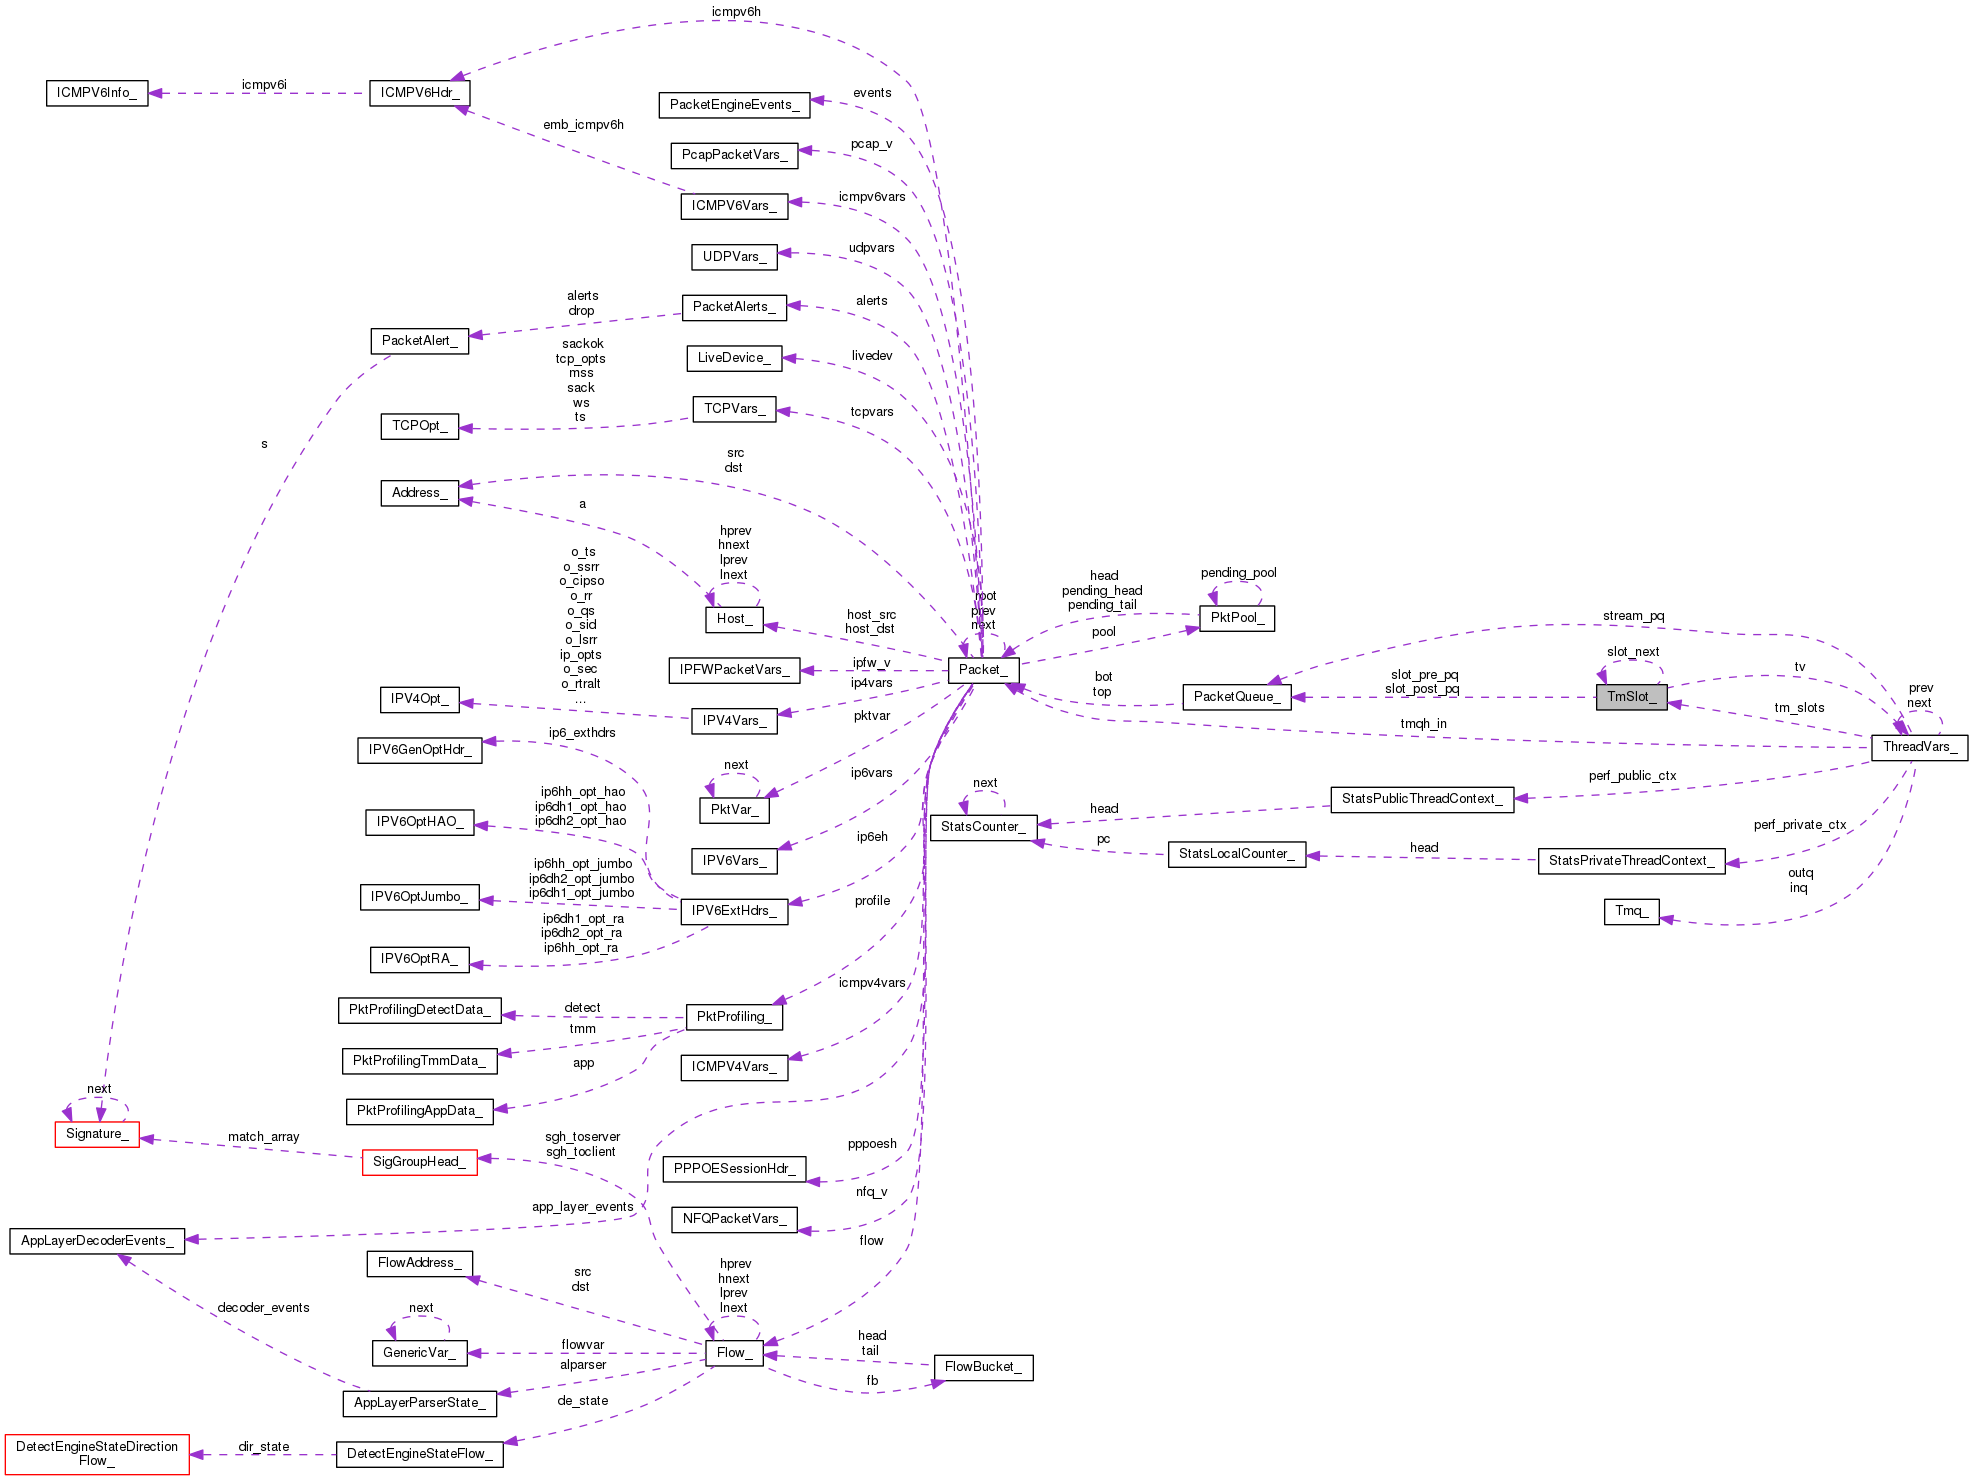 icmpv6h
ICMPV6Info_
icmpv6i
ICMPV6Hdr_
emb_icmpv6h
PacketEngineEvents_
events
PcapPacketVars_
pcap_v
ICMPV6Vars_
icmpv6vars
UDPVars_
udpvars
alerts
drop
PacketAlerts_
alerts
PacketAlert_
LiveDevice_
livedev
sackok
tcp_opts
mss
sack
ws
ts
TCPVars_
tcpvars
TCPOpt_
s
src
dst
Address_
a
hprev
hnext
lprev
lnext
Host_
host_src
host_dst
root
prev
next
Packet_
head
pending_head
pending_tail
pool
pending_pool
PktPool_
o_ts
o_ssrr
o_cipso
o_rr
o_qs
o_sid
o_lsrr
ip_opts
o_sec
o_rtralt
...
IPV4Opt_
IPFWPacketVars_
ipfw_v
ip4vars
IPV4Vars_
pktvar
bot
top
PacketQueue_
slot_pre_pq
slot_post_pq
stream_pq
slot_next
TmSlot_
tv
tm_slots
prev
next
ThreadVars_
tmqh_in
IPV6GenOptHdr_
ip6_exthdrs
next
PktVar_
ip6vars
IPV6OptHAO_
ip6hh_opt_hao
ip6dh1_opt_hao
ip6dh2_opt_hao
IPV6Vars_
ip6eh
next
StatsCounter_
head
pc
StatsPublicThreadContext_
perf_public_ctx
StatsLocalCounter_
head
StatsPrivateThreadContext_
perf_private_ctx
Tmq_
outq
inq
IPV6OptJumbo_
ip6hh_opt_jumbo
ip6dh2_opt_jumbo
ip6dh1_opt_jumbo
IPV6ExtHdrs_
profile
IPV6OptRA_
ip6dh1_opt_ra
ip6dh2_opt_ra
ip6hh_opt_ra
icmpv4vars
PktProfilingDetectData_
detect
PktProfiling_
PktProfilingTmmData_
tmm
app
ICMPV4Vars_
PktProfilingAppData_
next
Signature_
match_array
SigGroupHead_
sgh_toserver
sgh_toclient
PPPOESessionHdr_
pppoesh
NFQPacketVars_
nfq_v
app_layer_events
AppLayerDecoderEvents_
flow
FlowAddress_
src
dst
hprev
hnext
lprev
lnext
decoder_events
next
GenericVar_
flowvar
Flow_
head
tail
fb
FlowBucket_
alparser
AppLayerParserState_
de_state
DetectEngineStateDirection
Flow_
dir_state
DetectEngineStateFlow_